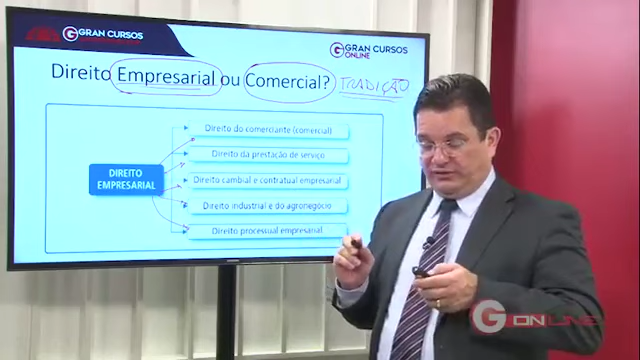 GRAN CURSOS
GRAN CURSOS
ONLINE
Direito Empresarial ou Comercial? TRADIÇÃO
Direito do comerciante (comercial)
Direito da prestação de serviço
DIREITO
EMPRESARIAL
Direito cambial e contratual empresarial
Direito industrial e do agronegócio
Direito processual empresarial
G ONLINE